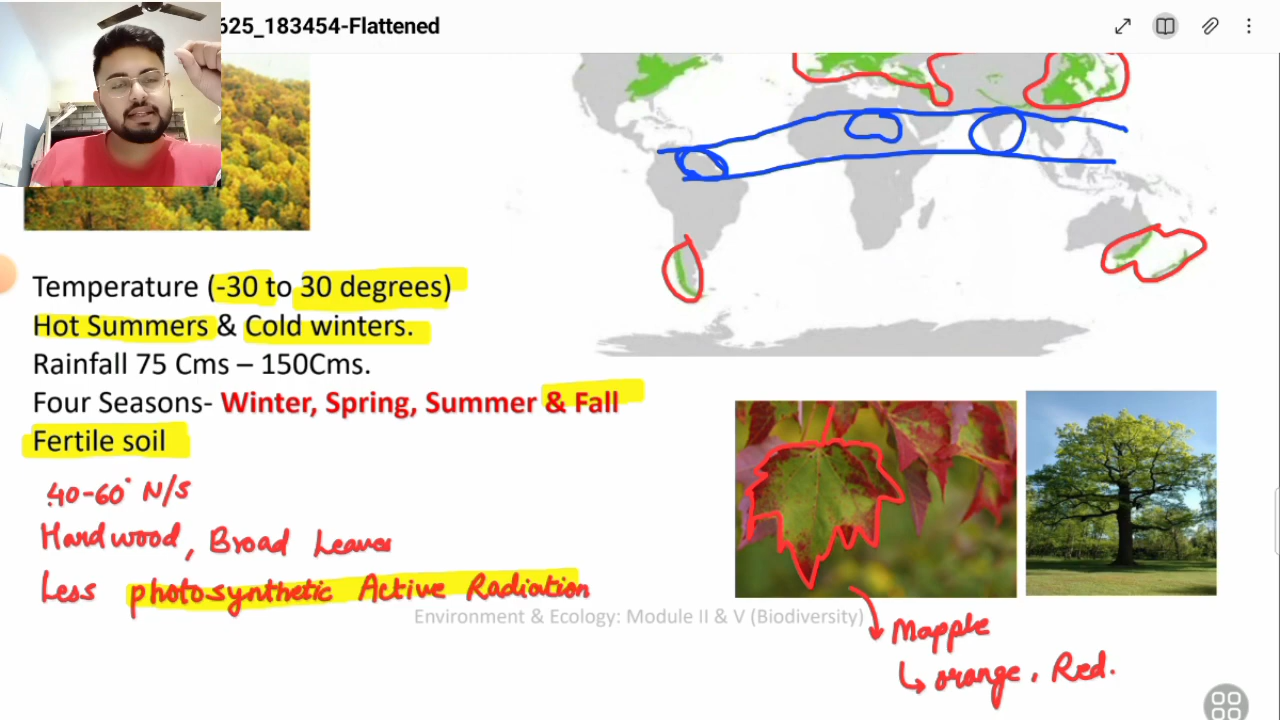 625_183454-Flattened
Temperature (-30 to 30 degrees)
Hot Summers & Cold winters.
Rainfall 75 Cms – 150Cms.
Four Seasons- Winter, Spring, Summer & Fall
Fertile soil
40-60° N/S
Hardwood, Broad Leaves
Less photosynthetic Active Radiation
Environment & Ecology: Module II & V (Biodiversity)
Mapple
orange, Red.